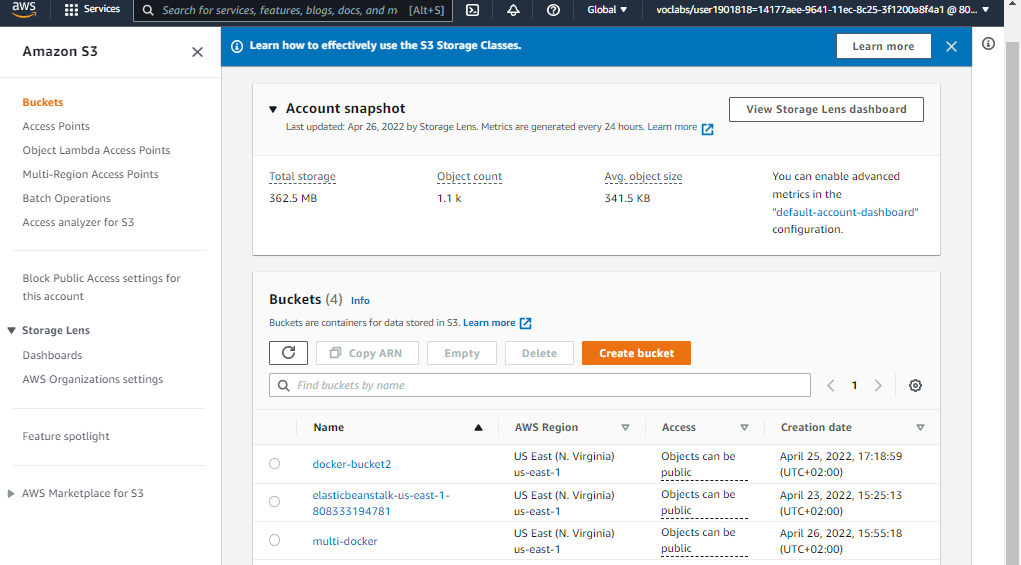 aws
Services
Search for services, features, blogs, docs, and m
[Alt+S]
Global
voclabs/user1901818=14177aee-9641-11ec-8c25-3f1200a8f4a1 @ 80...
Amazon S3
Buckets
Access Points
Object Lambda Access Points
Multi-Region Access Points
Batch Operations
Access analyzer for S3
Block Public Access settings for
this account
Storage Lens
Dashboards
AWS Organizations settings
Feature spotlight
AWS Marketplace for S3
Learn how to effectively use the S3 Storage Classes.
Learn more
Account snapshot
Last updated: Apr 26, 2022 by Storage Lens. Metrics are generated every 24 hours. Learn more
View Storage Lens dashboard
Total storage
362.5 MB
Object count
1.1 k
Avg. object size
341.5 KB
You can enable advanced
metrics in the
"default-account-dashboard"
configuration.
Buckets (4) Info
Buckets are containers for data stored in S3. Learn more
Copy ARN
Empty
Delete
Create bucket
Find buckets by name
1
Name
AWS Region
Access
Creation date
docker-bucket2
US East (N. Virginia)
us-east-1
Objects can be
public
April 25, 2022, 17:18:59
(UTC+02:00)
elasticbeanstalk-us-east-1-
808333194781
US East (N. Virginia)
us-east-1
Objects can be
public
April 23, 2022, 15:25:13
(UTC+02:00)
multi-docker
US East (N. Virginia)
us-east-1
Objects can be
public
April 26, 2022, 15:55:18
(UTC+02:00)